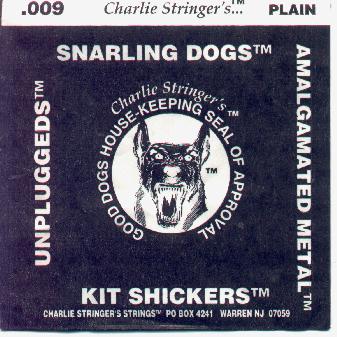 .009 Charlie Stringer's...™ PLAIN
SNARLING DOGS™
UNPLUGGEDS™
AMALGAMATED METAL™
Charlie Stringer's™
GOOD DOGS HOUSE-KEEPING SEAL OF APPROVAL
™
KIT SHICKERS™
CHARLIE STRINGER'S STRINGS™ PO BOX 4241 WARREN NJ 07059